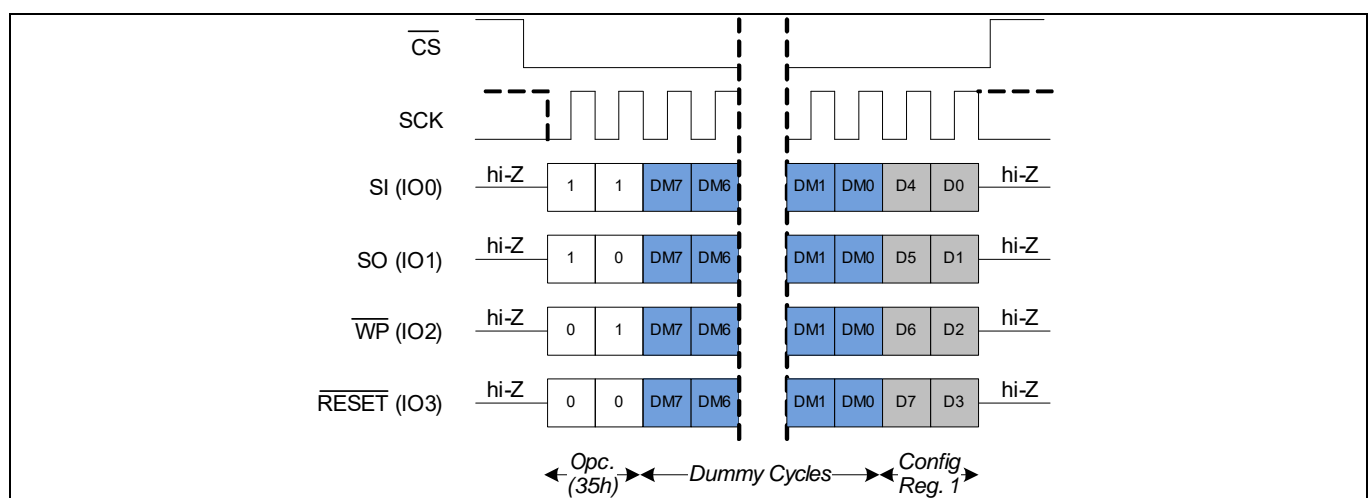 CS
SCK
SI (IO0) hi-Z 1 1 DM7 DM6 DM1 DM0 D4 D0 hi-Z
SO (IO1) hi-Z 1 0 DM7 DM6 DM1 DM0 D5 D1 hi-Z
WP (IO2) hi-Z 0 1 DM7 DM6 DM1 DM0 D6 D2 hi-Z
RESET (IO3) hi-Z 0 0 DM7 DM6 DM1 DM0 D7 D3 hi-Z
Opc. Dummy Cycles Config
(35h) Reg. 1